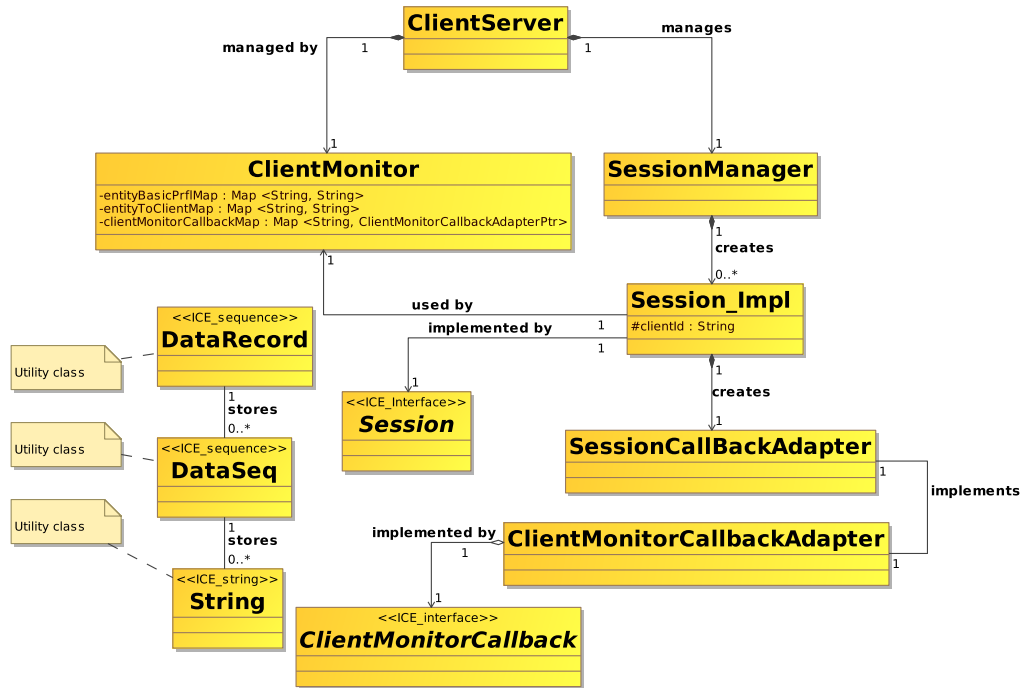 ClientServer
managed by
1
1
manages
1
1
ClientMonitor
-entityBasicPrflMap : Map <String, String>
-entityToClientMap : Map <String, String>
-clientMonitorCallbackMap : Map <String, ClientMonitorCallbackAdapterPtr>
SessionManager
1
creates
0..*
1
used by
1
Session_Impl
#clientId : String
implemented by
1
1
<<ICE_Interface>>
Session
1
creates
1
SessionCallBackAdapter
1
implements
1
ClientMonitorCallbackAdapter
implemented by
1
1
<<ICE_interface>>
ClientMonitorCallback
<<ICE_sequence>>
DataRecord
Utility class
1
stores
0..*
<<ICE_sequence>>
DataSeq
Utility class
1
stores
0..*
<<ICE_string>>
String
Utility class